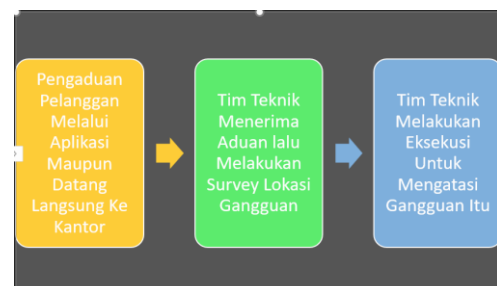 Pengaduan
Pelanggan
Melalui
Aplikasi
Maupun
Datang
Langsung Ke
Kantor
Tim Teknik
Menerima
Aduan lalu
Melakukan
Survey Lokasi
Gangguan
Tim Teknik
Melakukan
Eksekusi
Untuk
Mengatasi
Gangguan Itu